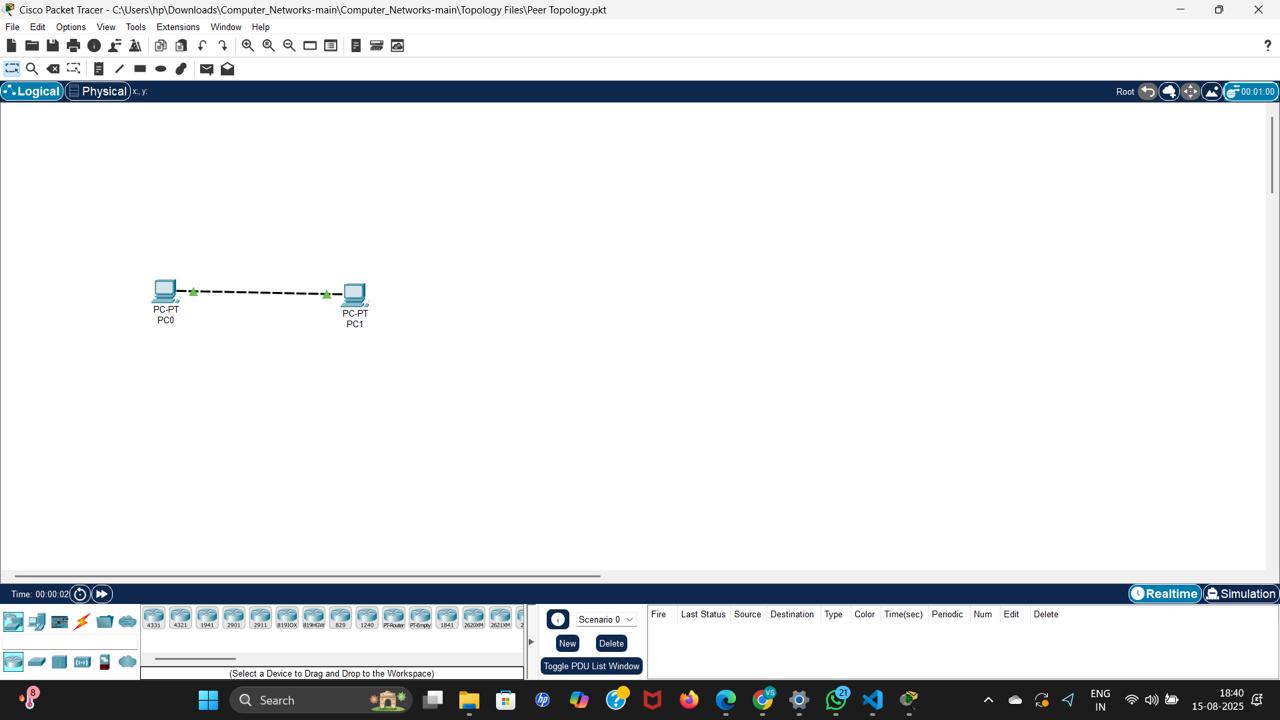 Cisco Packet Tracer - C:\Users\hp\Downloads\Computer_Networks-main\Computer_Networks-main\Topology Files\Peer Topology.pkt
File Edit Options View Tools Extensions Window Help
?
Logical Physical x:, y: Root 00:01:00
PC-PT
PC0
PC-PT
PC1
Time: 00:00:02 Realtime Simulation
4331 4321 1941 2901 2911 819IOX 819HGW 829 1240 PT-Router PT-Empty 1841 2620XM 2621XM
(Select a Device to Drag and Drop to the Workspace)
Scenario 0
New Delete
Toggle PDU List Window
Fire Last Status Source Destination Type Color Time(sec) Periodic Num Edit Delete
8 Search hp VS 21 ENG IN 18:40 15-08-2025